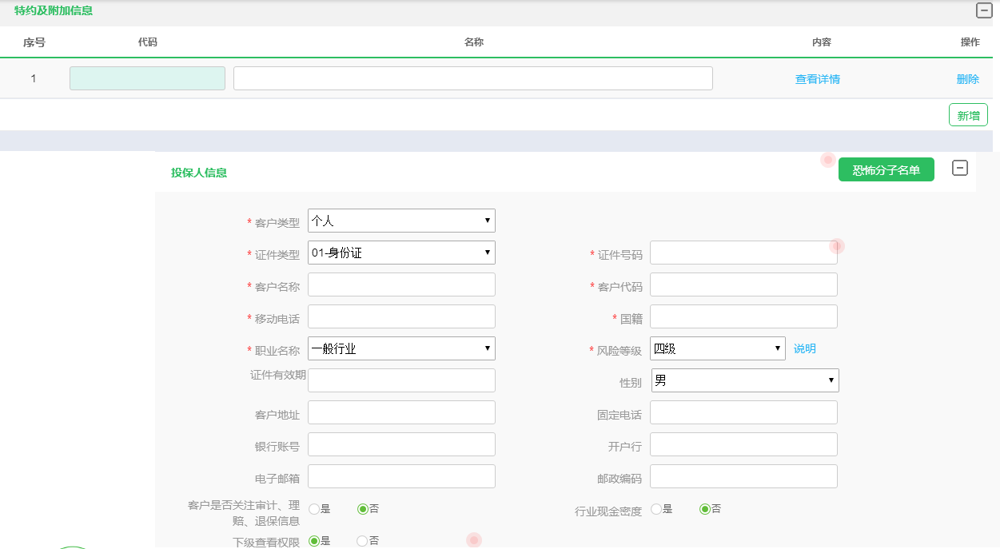 特约及附加信息
序号 代码 名称 内容 操作
1 查看详情 删除
新增
投保人信息 恐怖分子名单
* 客户类型 个人
* 证件类型 01-身份证 * 证件号码
* 客户名称 * 客户代码
* 移动电话 * 国籍
* 职业名称 一般行业 * 风险等级 四级 说明
证件有效期 性别 男
客户地址 固定电话
银行账号 开户行
电子邮箱 邮政编码
客户是否关注审计、理 是 否 行业现金密度 是 否
赔、退保信息
下级查看权限 是 否